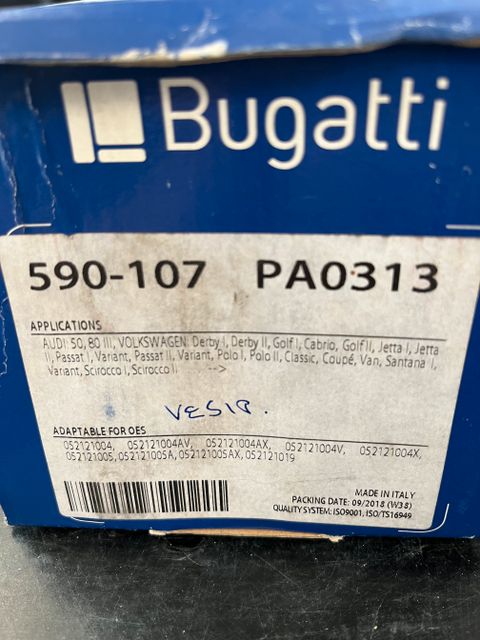 Bugatti
590-107 PA0313
APPLICATIONS
AUDI: 50, 80 III, VOLKSWAGEN: Derby I, Derby II, Golf I, Cabrio, Golf II, Jetta I, Jetta
II, Passat I, Variant, Passat II, Variant, Polo I, Polo II, Classic, Coupé, Van, Santana I,
Variant, Scirocco I, Scirocco II -->
ADAPTABLE FOR OES
052121004, 052121004AV, 052121004AX, 052121004V, 052121004X,
052121005, 052121005A, 052121005AX, 052121019
MADE IN ITALY
PACKING DATE: 09/2018 (W38)
QUALITY SYSTEM: ISO9001, ISO/TS16949